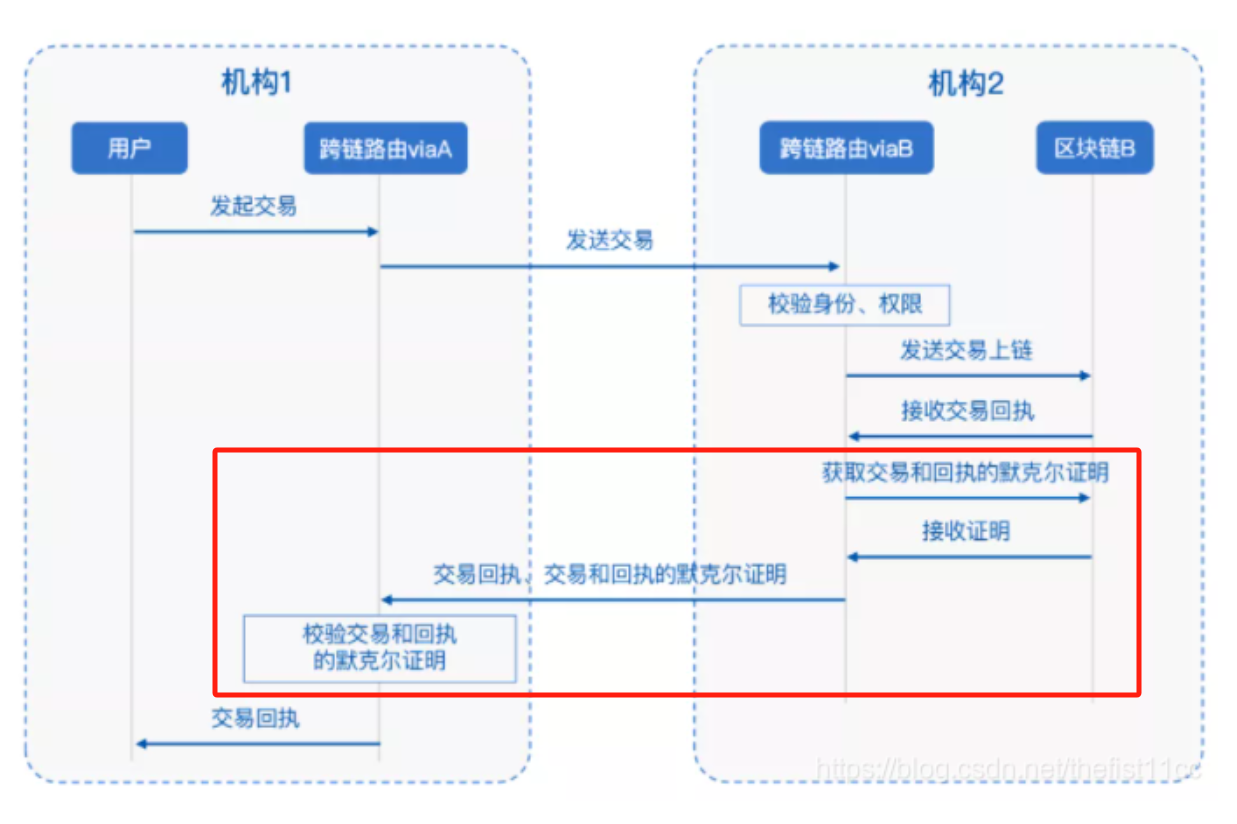 机构1
机构2
用户
跨链路由viaA
跨链路由viaB
区块链B
发起交易
发送交易
校验身份、权限
发送交易上链
接收交易回执
获取交易和回执的默克尔证明
接收证明
交易回执、交易和回执的默克尔证明
校验交易和回执
的默克尔证明
交易回执
https://blog.csdn.net/thefist11cc